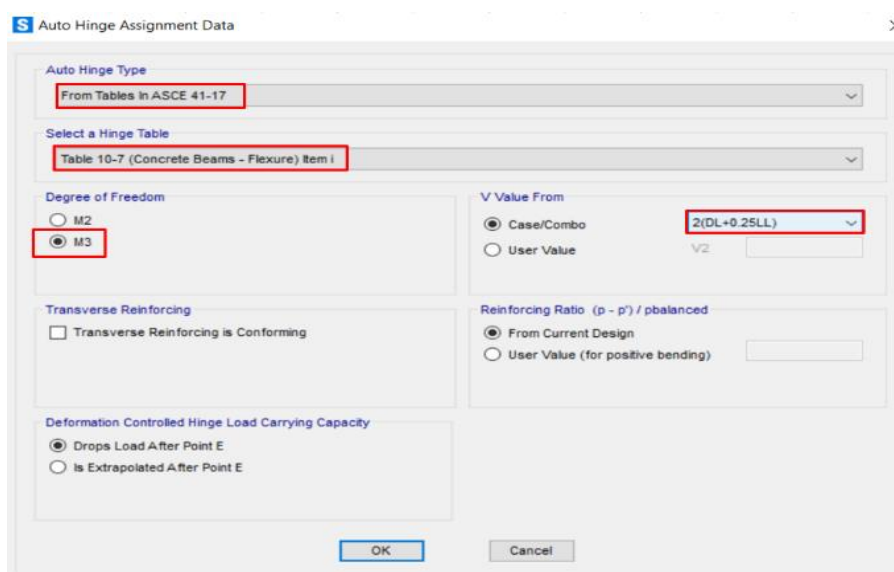 S Auto Hinge Assignment Data
Auto Hinge Type
From Tables In ASCE 41-17
Select a Hinge Table
Table 10-7 (Concrete Beams - Flexure) Item i
Degree of Freedom
M2
M3
V Value From
Case/Combo 2(DL+0.25LL)
User Value V2
Transverse Reinforcing
Transverse Reinforcing is Conforming
Reinforcing Ratio (p - p') / pbalanced
From Current Design
User Value (for positive bending)
Deformation Controlled Hinge Load Carrying Capacity
Drops Load After Point E
Is Extrapolated After Point E
OK Cancel